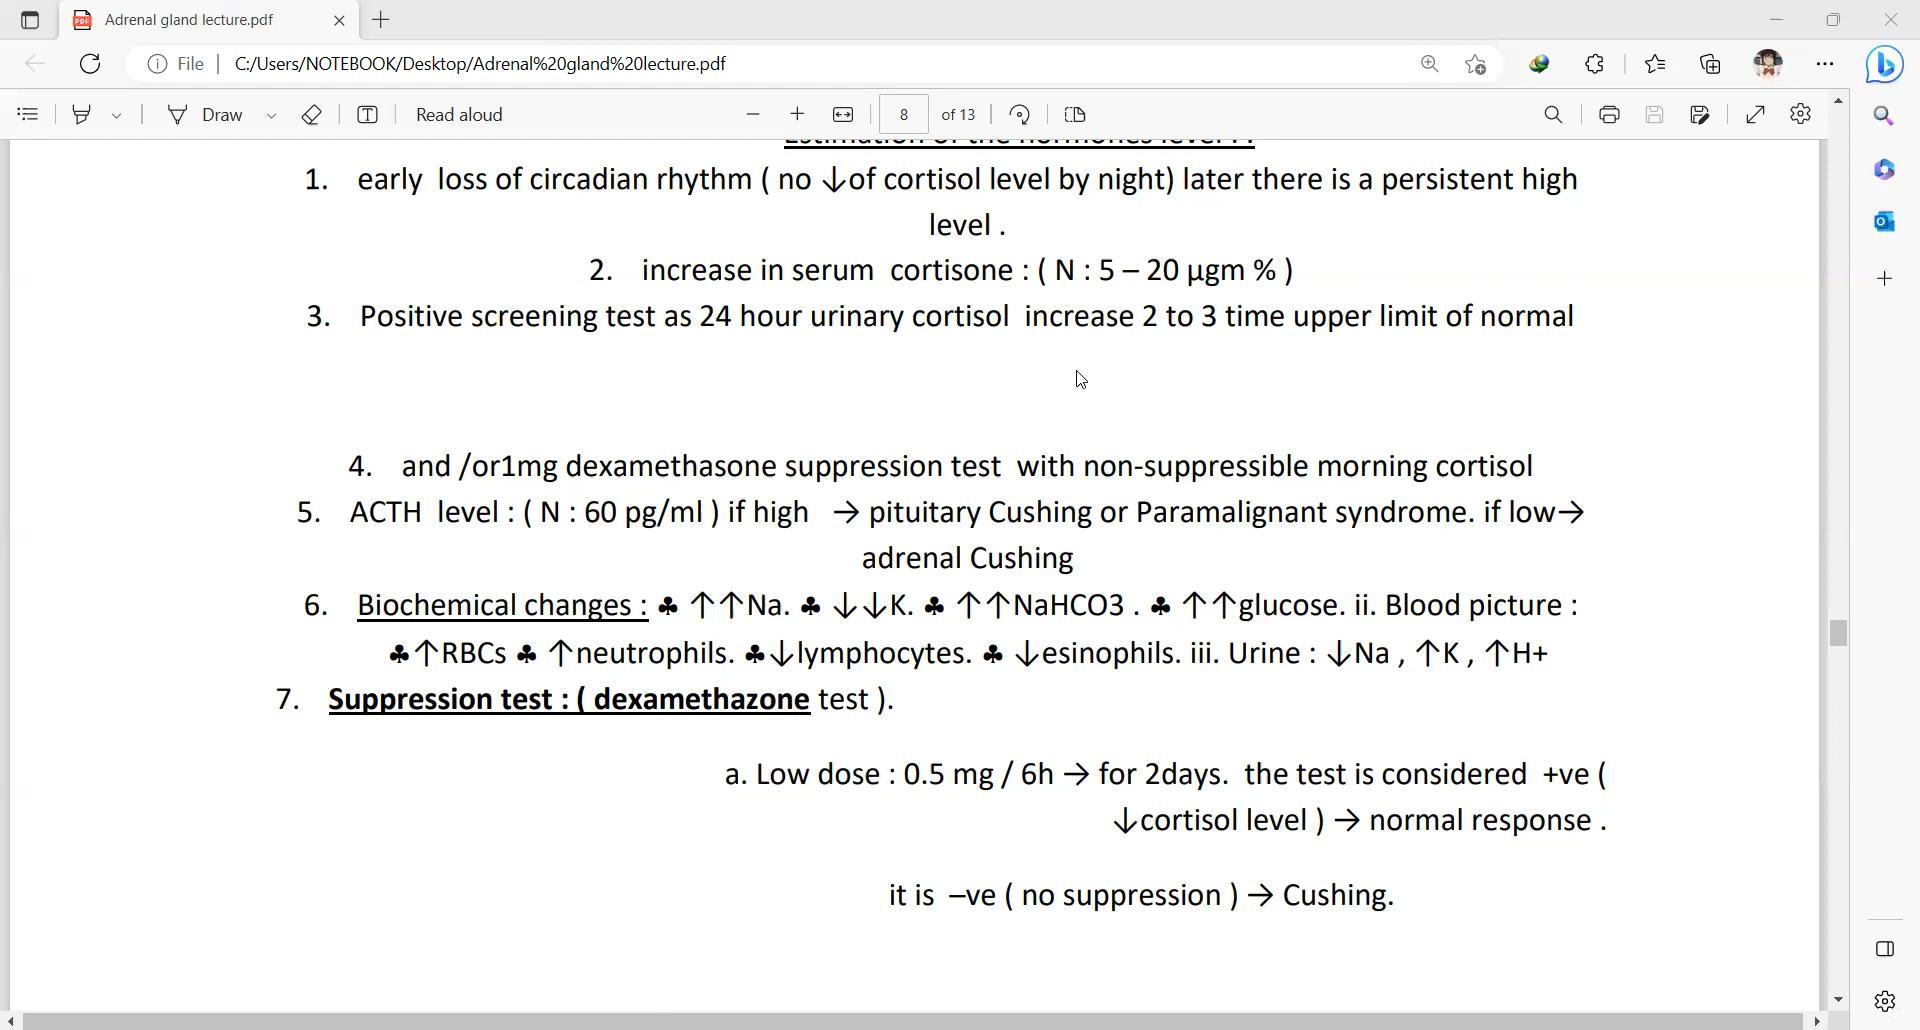 Adrenal gland lecture.pdf
File C:/Users/NOTEBOOK/Desktop/Adrenal%20gland%20lecture.pdf
Draw Read aloud 8 of 13
1. early loss of circadian rhythm ( no ↓of cortisol level by night) later there is a persistent high
level .
2. increase in serum cortisone : ( N : 5 – 20 µgm % )
3. Positive screening test as 24 hour urinary cortisol increase 2 to 3 time upper limit of normal
4. and /or1mg dexamethasone suppression test with non-suppressible morning cortisol
5. ACTH level : ( N : 60 pg/ml ) if high → pituitary Cushing or Paramalignant syndrome. if low→
adrenal Cushing
6. Biochemical changes : ♣ ↑↑Na. ♣ ↓↓K. ♣ ↑↑NaHCO3 . ♣ ↑↑glucose. ii. Blood picture :
♣↑RBCs ♣ ↑neutrophils. ♣↓lymphocytes. ♣ ↓esinophils. iii. Urine : ↓Na , ↑K , ↑H+
7. Suppression test : ( dexamethazone test ).
a. Low dose : 0.5 mg / 6h → for 2days. the test is considered +ve (
↓cortisol level ) → normal response .
it is –ve ( no suppression ) → Cushing.